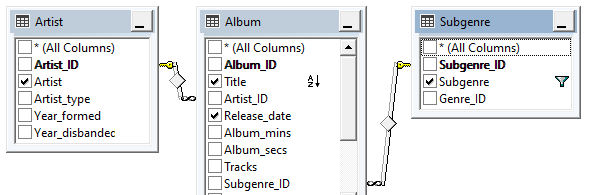 Artist
* (All Columns)
Artist_ID
Artist
Artist_type
Year_formed
Year_disbanded
Album
* (All Columns)
Album_ID
Title
Artist_ID
Release_date
Album_mins
Album_secs
Tracks
Subgenre_ID
Subgenre
* (All Columns)
Subgenre_ID
Subgenre
Genre_ID